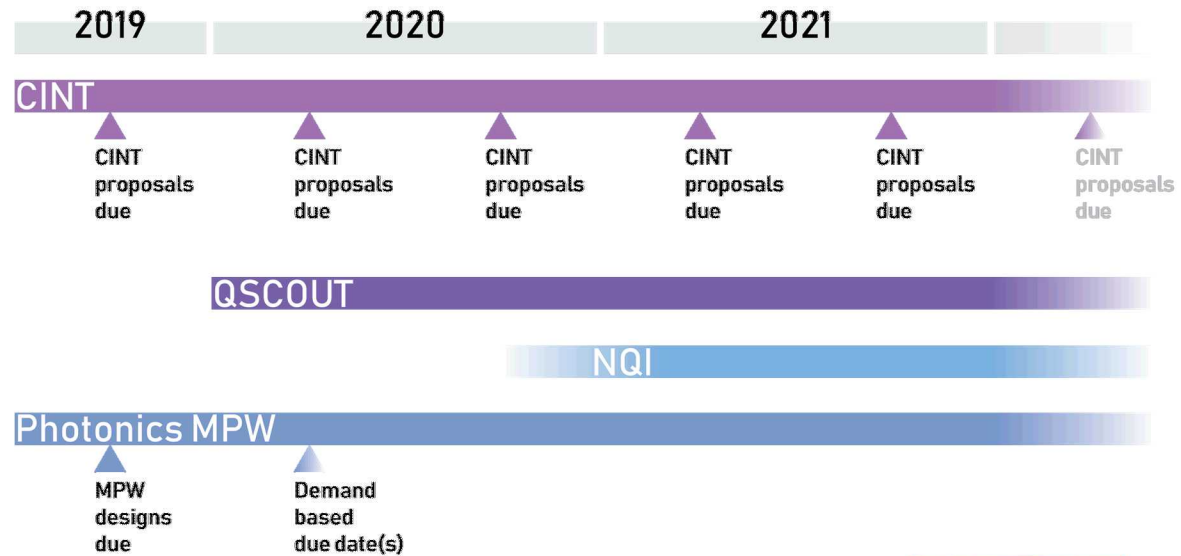 2019 2020 2021
CINT
CINT CINT CINT CINT CINT CINT
proposals proposals proposals proposals proposals proposals
due due due due due due
QSCOUT
NQI
Photonics MPW
MPW Demand
designs based
due due date(s)